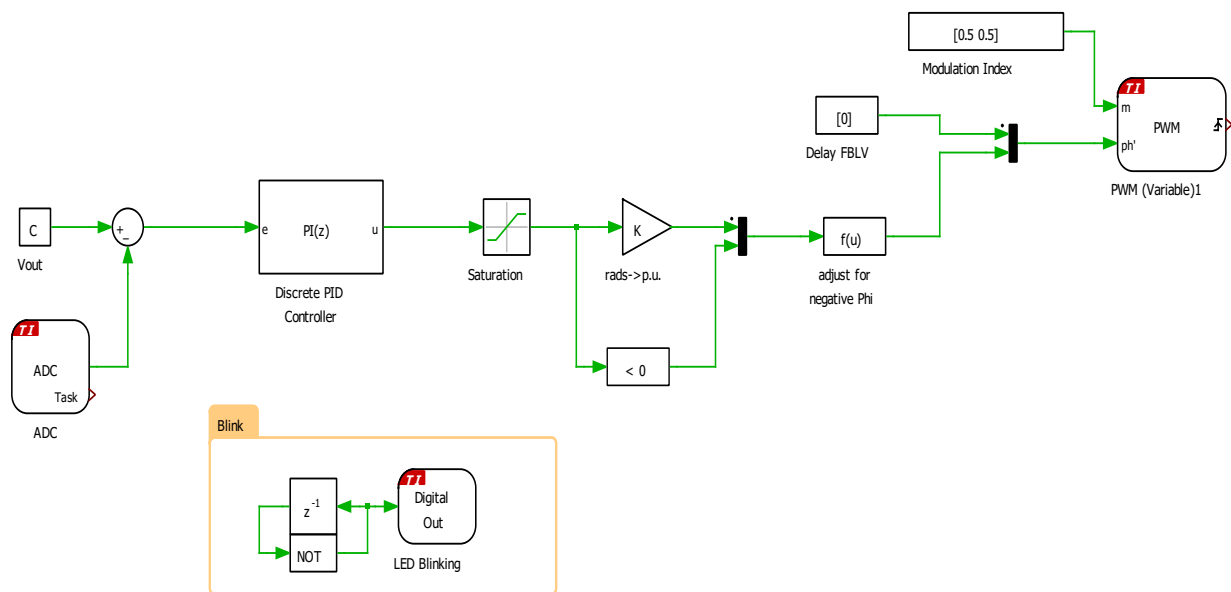 [0.5 0.5]
Modulation Index
TI
m
PWM
ph'
PWM (Variable)1
[0]
Delay FBLV
C
Vout
+
−
e
PI(z)
u
Discrete PID
Controller
Saturation
K
rads->p.u.
f(u)
adjust for
negative Phi
< 0
TI
ADC
Task
ADC
Blink
z-1
NOT
TI
Digital
Out
LED Blinking